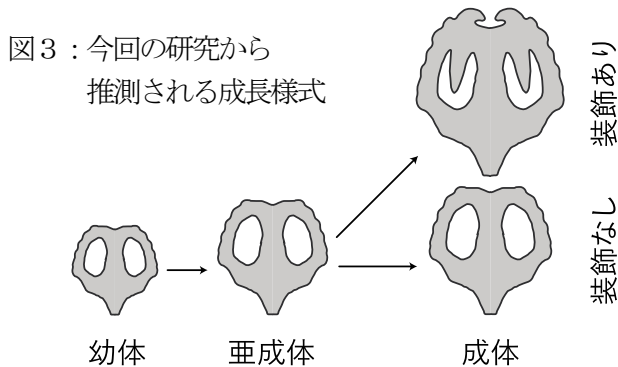 図３：今回の研究から
推測される成長様式
装飾あり
装飾なし
幼体
亜成体
成体